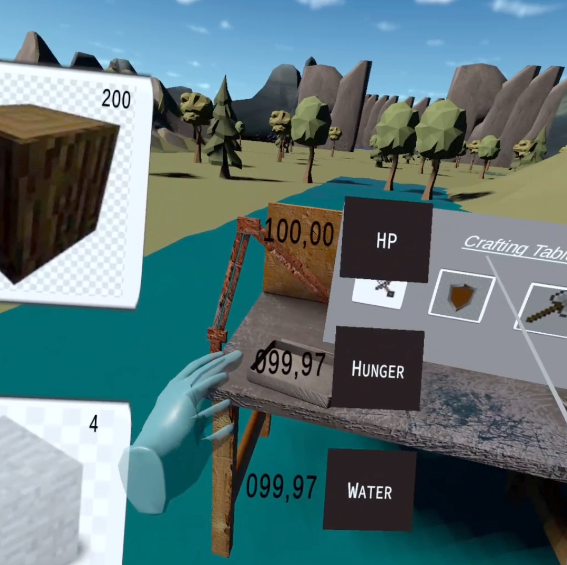 200
100,00
HP
Crafting Tabl
099,97
HUNGER
4
099,97
WATER